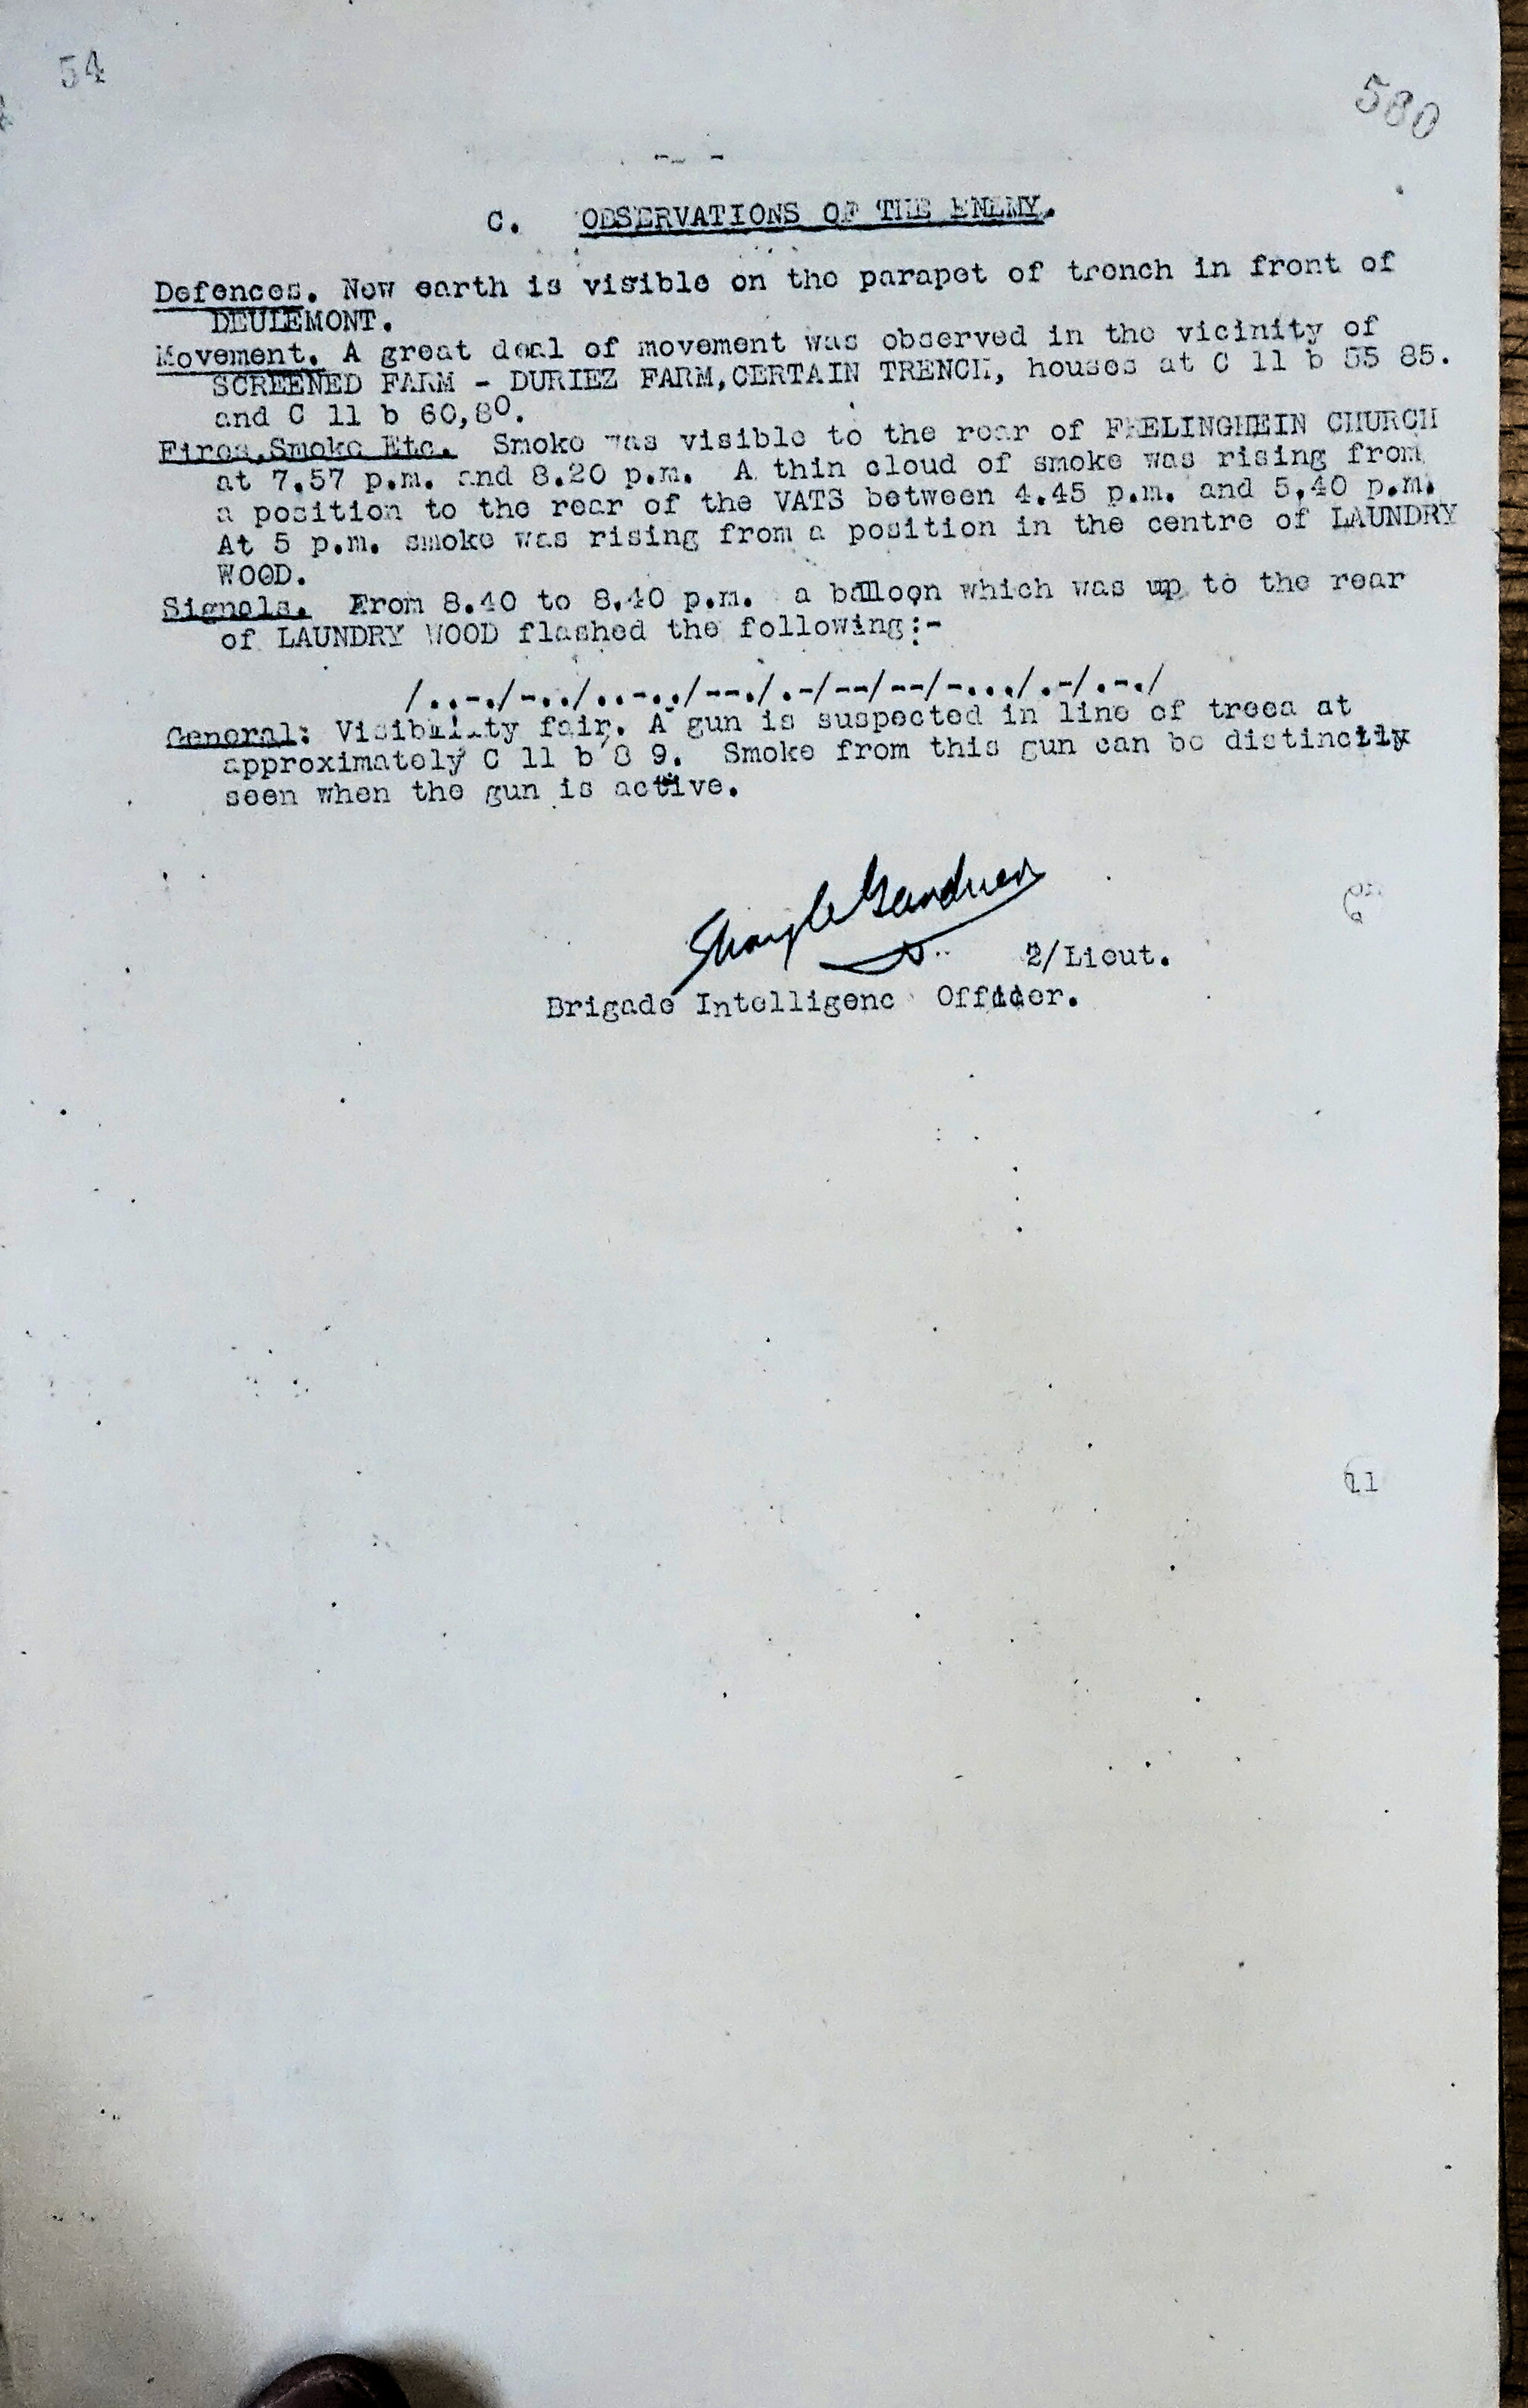 54
580
C. OBSERVATIONS OF THE ENEMY.
Defences. New earth is visible on the parapet of trench in front of
DEULEMONT.
Movement. A great deal of movement was observed in the vicinity of
SCREENED FARM - DURIEZ FARM,CERTAIN TRENCH, houses at C 11 b 55 85.
and C 11 b 60,80.
Fires,Smoke Etc. Smoke was visible to the rear of FRELINGHEIN CHURCH
at 7.57 p.m. and 8.20 p.m. A thin cloud of smoke was rising from
a position to the rear of the VATS between 4.45 p.m. and 5,40 p.m.
At 5 p.m. smoke was rising from a position in the centre of LAUNDRY
WOOD.
Signals. From 8.40 to 8.40 p.m. a balloon which was up to the rear
of LAUNDRY WOOD flashed the following:-
/..-./-../..-../--./.-/--/--/-.../.-/.-./
General: Visibility fair. A gun is suspected in line of trees at
approximately C 11 b 8 9. Smoke from this gun can be distinctly
seen when the gun is active.
2/Lieut.
Brigade Intelligenc Officer.